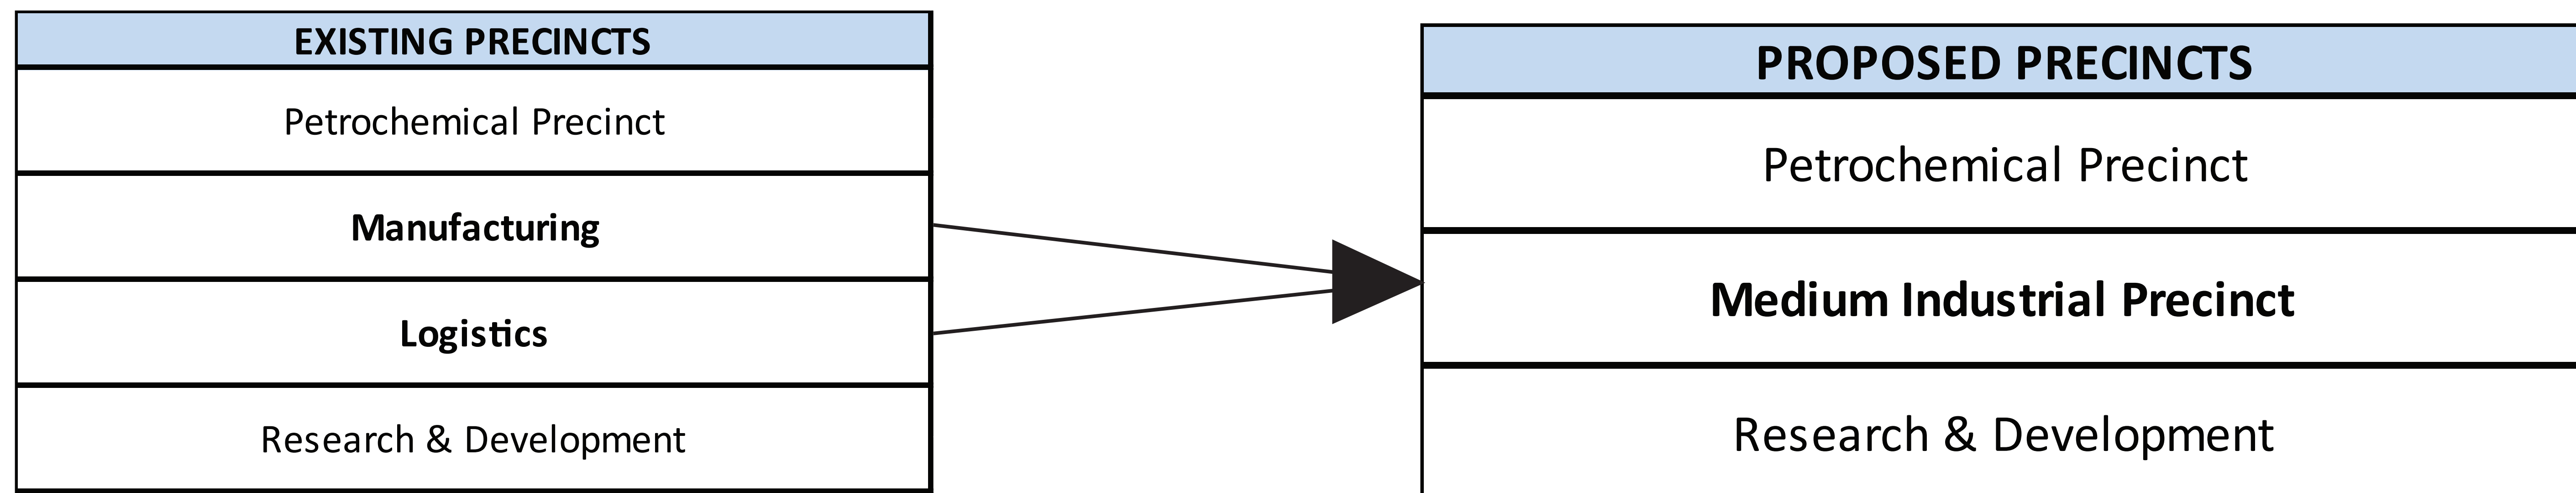 EXISTING PRECINCTS
Petrochemical Precinct
Manufacturing
Logistics
Research & Development
PROPOSED PRECINCTS
Petrochemical Precinct
Medium Industrial Precinct
Research & Development